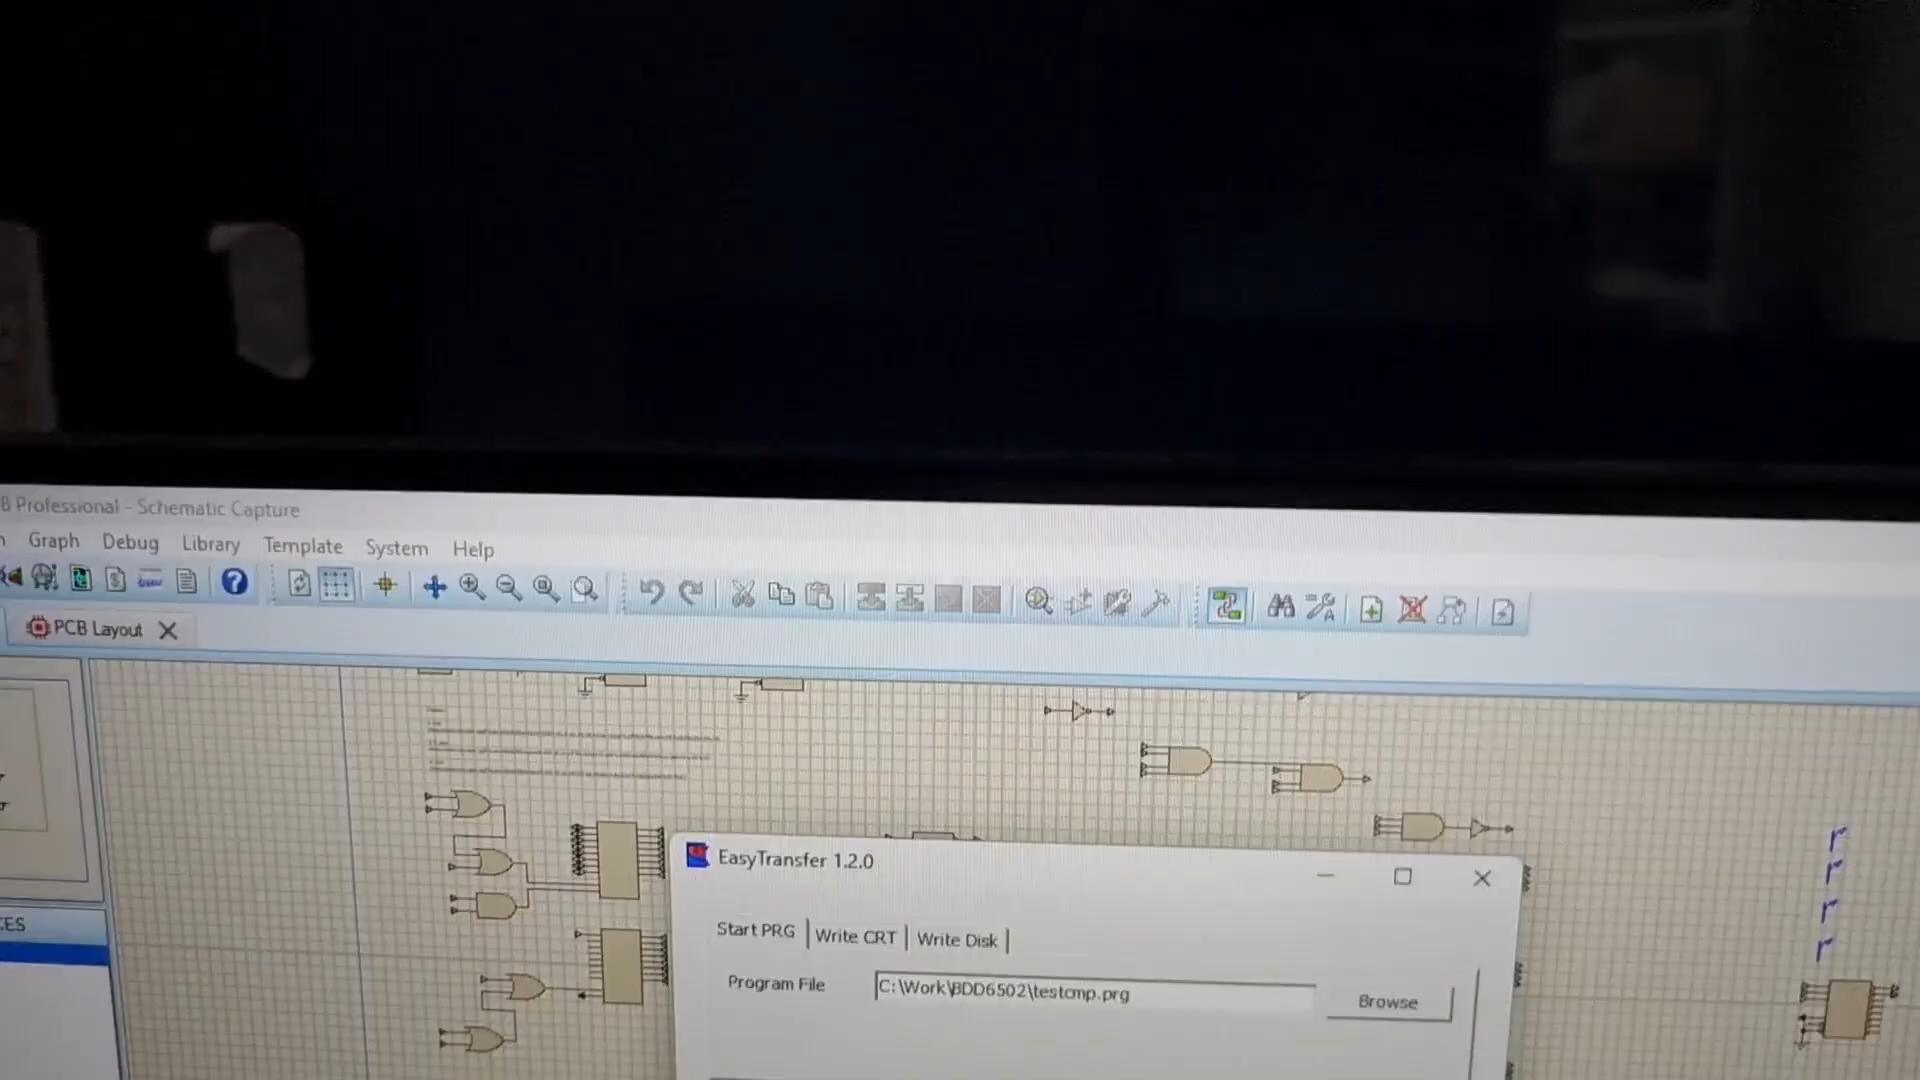 B Professional - Schematic Capture
Graph Debug Library Template System Help
PCB Layout
EasyTransfer 1.2.0
Start PRG Write CRT Write Disk
Program File C:\Work\BDD6502\testcmp.prg Browse
r
r
r
r